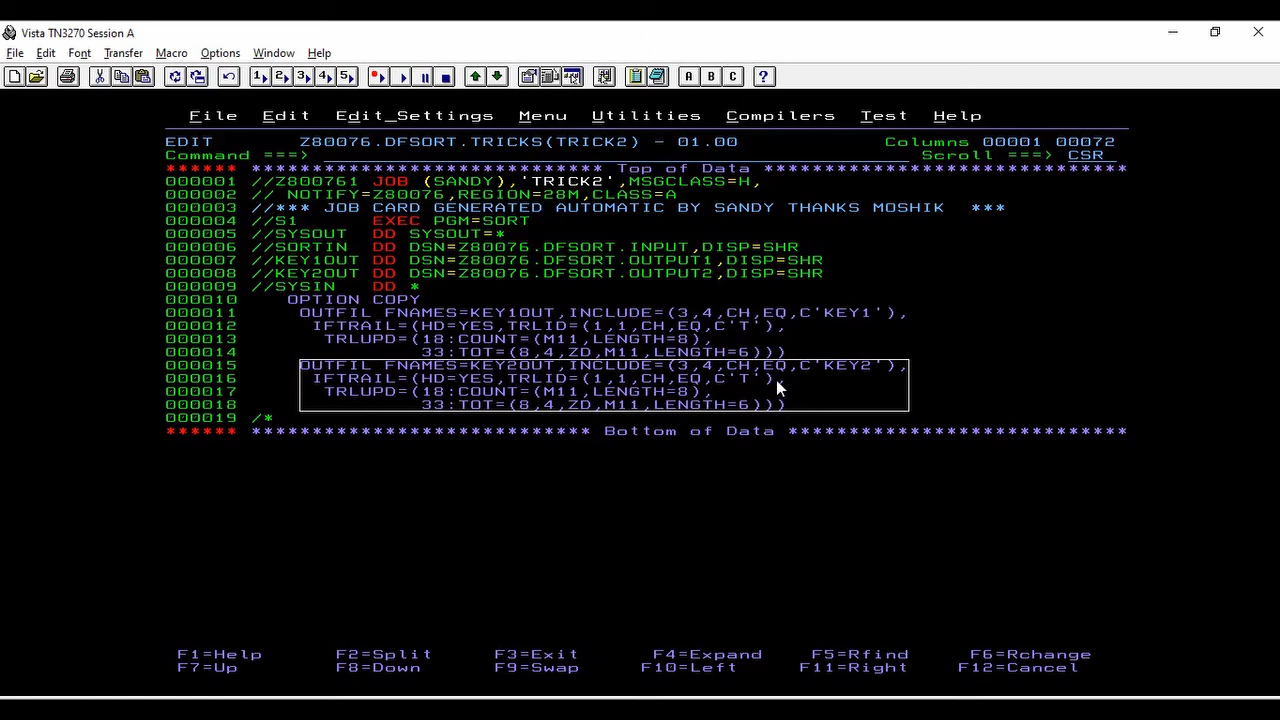 Vista TN3270 Session A
File Edit Font Transfer Macro Options Window Help
1 2 3 4 5 A B C ?
File Edit Edit_Settings Menu Utilities Compilers Test Help
EDIT Z80076.DFSORT.TRICKS(TRICK2) - 01.00 Columns 00001 00072
Command ===> Scroll ===> CSR
****** ***************************** Top of Data ******************************
000001 //Z800761 JOB (SANDY),'TRICK2',MSGCLASS=H,
000002 // NOTIFY=Z80076,REGION=28M,CLASS=A
000003 //*** JOB CARD GENERATED AUTOMATIC BY SANDY THANKS MOSHIK ***
000004 //S1 EXEC PGM=SORT
000005 //SYSOUT DD SYSOUT=*
000006 //SORTIN DD DSN=Z80076.DFSORT.INPUT,DISP=SHR
000007 //KEY1OUT DD DSN=Z80076.DFSORT.OUTPUT1,DISP=SHR
000008 //KEY2OUT DD DSN=Z80076.DFSORT.OUTPUT2,DISP=SHR
000009 //SYSIN DD *
000010 OPTION COPY
000011 OUTFIL FNAMES=KEY1OUT,INCLUDE=(3,4,CH,EQ,C'KEY1'),
000012 IFTRAIL=(HD=YES,TRLID=(1,1,CH,EQ,C'T'),
000013 TRLUPD=(18:COUNT=(M11,LENGTH=8),
000014 33:TOT=(8,4,ZD,M11,LENGTH=6)))
000015 OUTFIL FNAMES=KEY2OUT,INCLUDE=(3,4,CH,EQ,C'KEY2'),
000016 IFTRAIL=(HD=YES,TRLID=(1,1,CH,EQ,C'T'),
000017 TRLUPD=(18:COUNT=(M11,LENGTH=8),
000018 33:TOT=(8,4,ZD,M11,LENGTH=6)))
000019 /*
****** **************************** Bottom of Data ****************************
F1=Help F2=Split F3=Exit F4=Expand F5=Rfind F6=Rchange
F7=Up F8=Down F9=Swap F10=Left F11=Right F12=Cancel